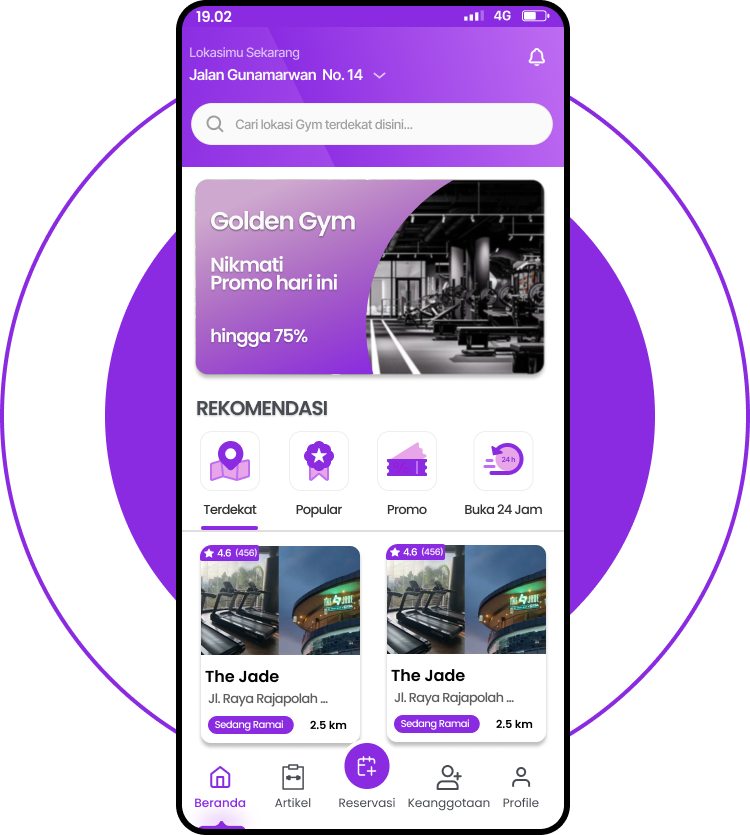 19.02 4G
Lokasimu Sekarang
Jalan Gunamarwan No. 14
Cari lokasi Gym terdekat disini...
Golden Gym
Nikmati
Promo hari ini
hingga 75%
REKOMENDASI
24 h
Terdekat Popular Promo Buka 24 Jam
4.6 (456) 4.6 (456)
The Jade The Jade
Jl. Raya Rajapolah ... Jl. Raya Rajapolah ...
Sedang Ramai 2.5 km Sedang Ramai 2.5 km
Beranda Artikel Reservasi Keanggotaan Profile